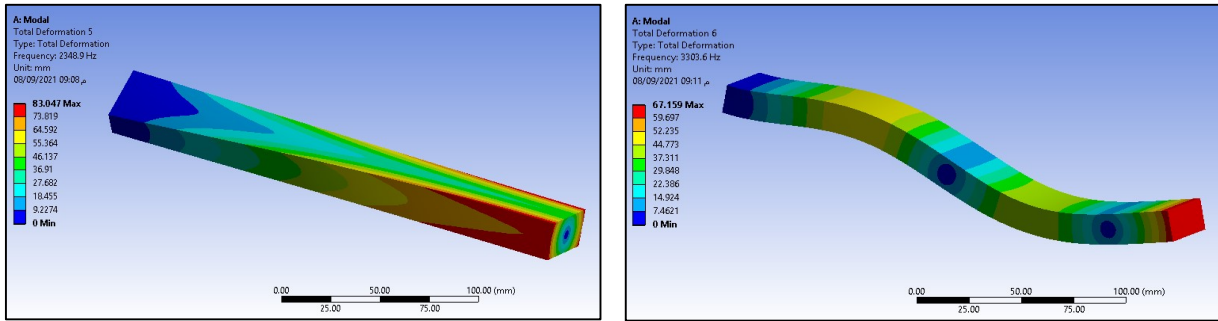 A: Modal
Total Deformation 5
Type: Total Deformation
Frequency: 2348.9 Hz
Unit: mm
08/09/2021 09:08 م
83.047 Max
73.819
64.592
55.364
46.137
36.91
27.682
18.455
9.2274
0 Min
0.00 50.00 100.00 (mm)
25.00 75.00
A: Modal
Total Deformation 6
Type: Total Deformation
Frequency: 3303.6 Hz
Unit: mm
08/09/2021 09:11 م
67.159 Max
59.697
52.235
44.773
37.311
29.848
22.386
14.924
7.4621
0 Min
0.00 50.00 100.00 (mm)
25.00 75.00